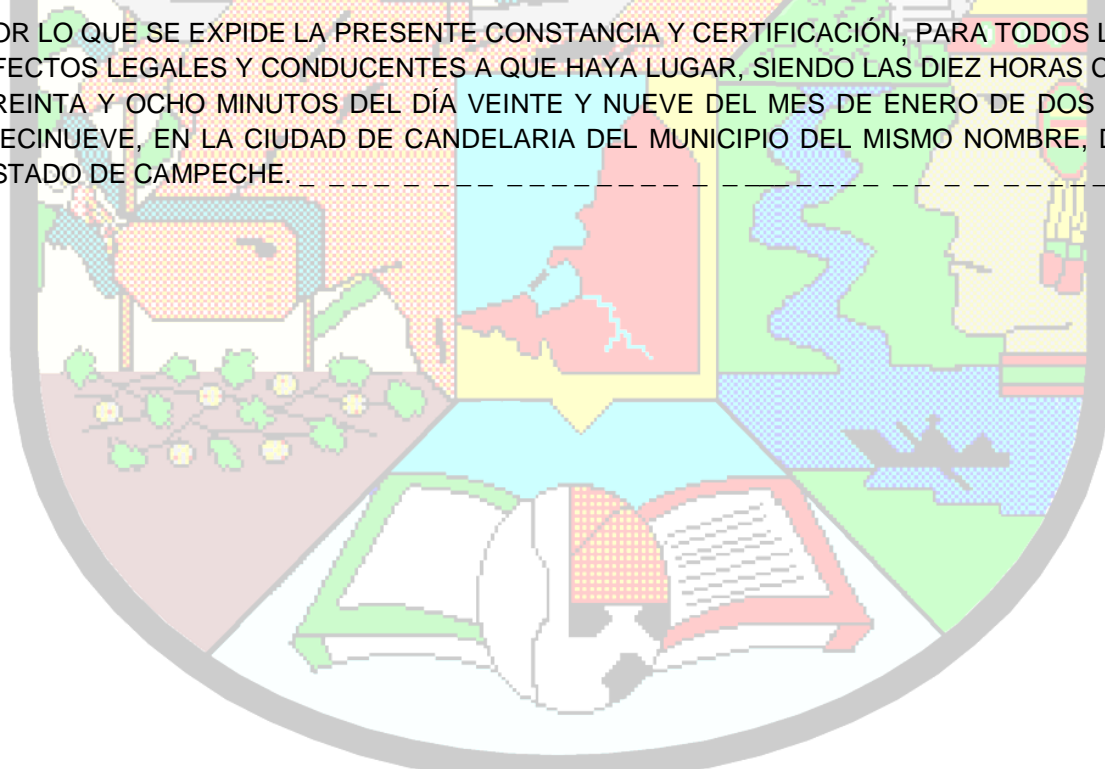 OR LO QUE SE EXPIDE LA PRESENTE CONSTANCIA Y CERTIFICACIÓN, PARA TODOS L
FECTOS LEGALES Y CONDUCENTES A QUE HAYA LUGAR, SIENDO LAS DIEZ HORAS C
REINTA Y OCHO MINUTOS DEL DÍA VEINTE Y NUEVE DEL MES DE ENERO DE DOS
ECINUEVE, EN LA CIUDAD DE CANDELARIA DEL MUNICIPIO DEL MISMO NOMBRE, D
STADO DE CAMPECHE. _ _ _ _ _ _ _ _ _ _ _ _ _ _ _ _ _ _ _ _ _ _ _ _ _ _ _ _ _ _ _ _ _ _